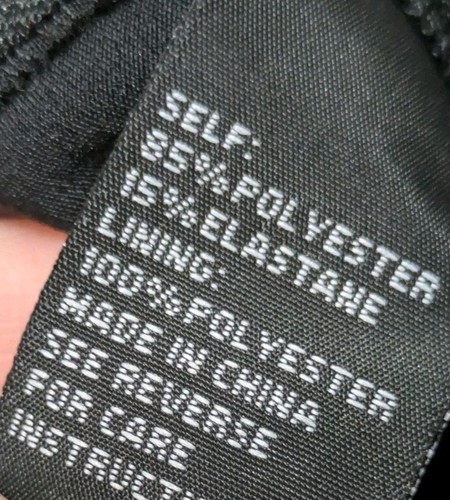 SELF:
85%POLYESTER
15%ELASTANE
LINING:
100%POLYESTER
MADE IN CHINA
SEE REVERSE
FOR CARE